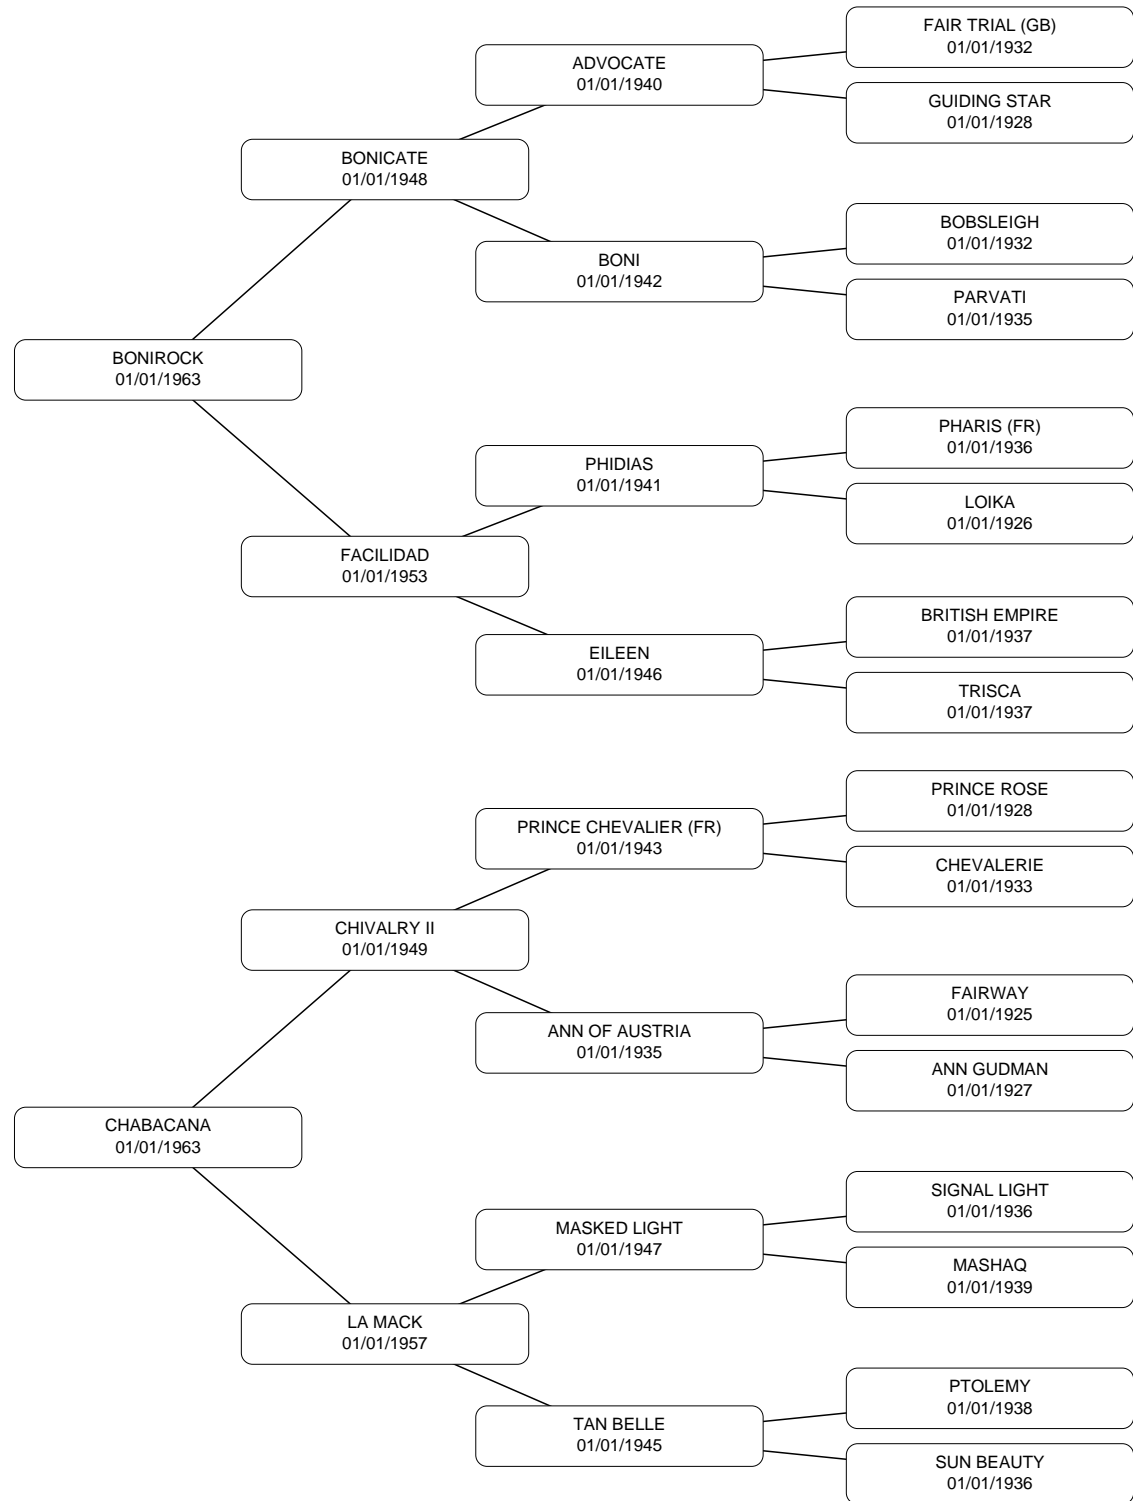 FAIR TRIAL (GB)
01/01/1932
ADVOCATE
01/01/1940
GUIDING STAR
01/01/1928
BONICATE
01/01/1948
BOBSLEIGH
01/01/1932
BONI
01/01/1942
PARVATI
01/01/1935
BONIROCK
01/01/1963
PHARIS (FR)
01/01/1936
PHIDIAS
01/01/1941
LOIKA
01/01/1926
FACILIDAD
01/01/1953
BRITISH EMPIRE
01/01/1937
EILEEN
01/01/1946
TRISCA
01/01/1937
PRINCE ROSE
01/01/1928
PRINCE CHEVALIER (FR)
01/01/1943
CHEVALERIE
01/01/1933
CHIVALRY II
01/01/1949
FAIRWAY
01/01/1925
ANN OF AUSTRIA
01/01/1935
ANN GUDMAN
01/01/1927
CHABACANA
01/01/1963
SIGNAL LIGHT
01/01/1936
MASKED LIGHT
01/01/1947
MASHAQ
01/01/1939
LA MACK
01/01/1957
PTOLEMY
01/01/1938
TAN BELLE
01/01/1945
SUN BEAUTY
01/01/1936